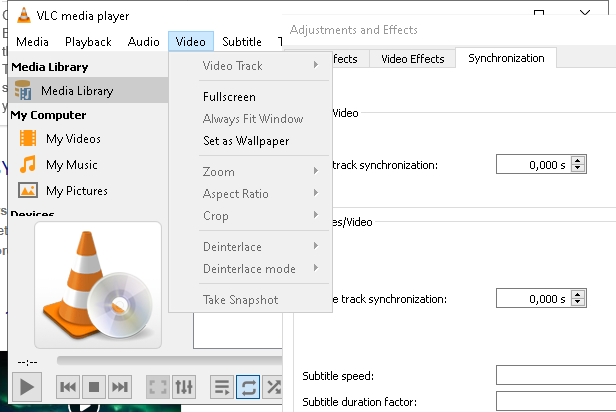 VLC media player
Adjustments and Effects
Media Playback Audio Video Subtitle T
Media Library
Media Library
My Computer
My Videos
My Music
My Pictures
Devices
Video Track
Fullscreen
Always Fit Window
Set as Wallpaper
Zoom
Aspect Ratio
Crop
Deinterlace
Deinterlace mode
Take Snapshot
--:--
fects Video Effects Synchronization
/Video
track synchronization: 0,000 s
es/Video
e track synchronization: 0,000 s
Subtitle speed:
Subtitle duration factor: